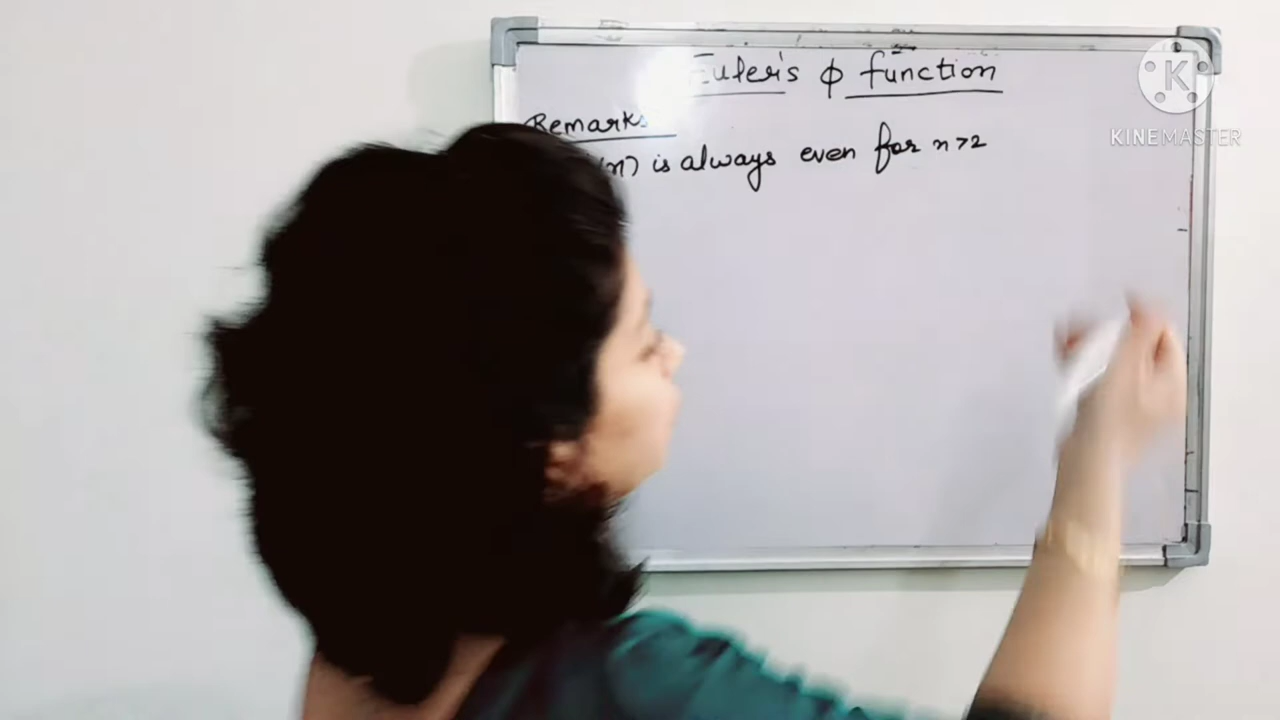 Euler's ϕ function
Remarks
(n) is always even for n>2
KINEMASTER